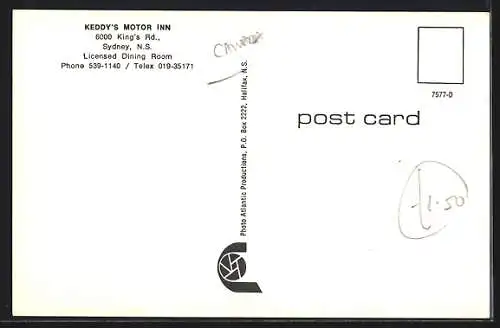 KEDDY'S MOTOR INN
6000 King's Rd.,
Sydney, N.S.
Licensed Dining Room
Phone 539-1140 / Telex 019-35171
CANADA
Photo Atlantic Productions, P.O. Box 2222, Halifax, N.S.
7577-D
post card
£1.50